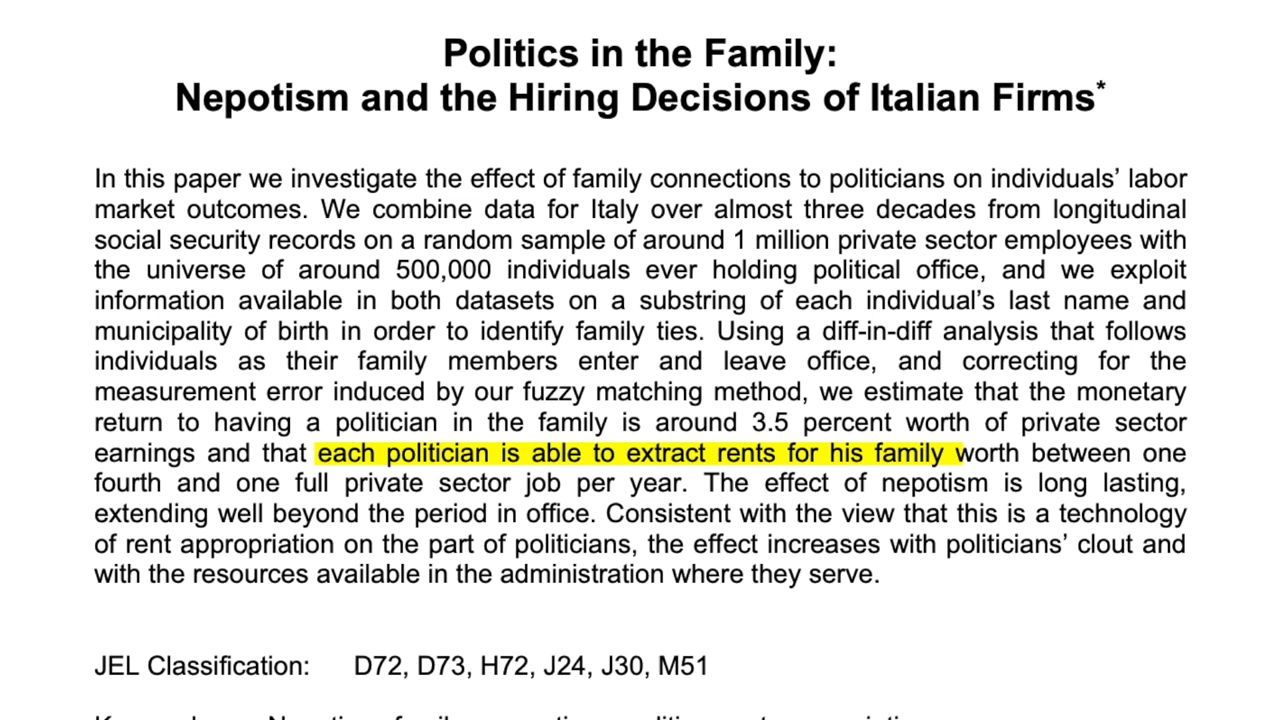 Politics in the Family:
Nepotism and the Hiring Decisions of Italian Firms*
In this paper we investigate the effect of family connections to politicians on individuals’ labor
market outcomes. We combine data for Italy over almost three decades from longitudinal
social security records on a random sample of around 1 million private sector employees with
the universe of around 500,000 individuals ever holding political office, and we exploit
information available in both datasets on a substring of each individual’s last name and
municipality of birth in order to identify family ties. Using a diff-in-diff analysis that follows
individuals as their family members enter and leave office, and correcting for the
measurement error induced by our fuzzy matching method, we estimate that the monetary
return to having a politician in the family is around 3.5 percent worth of private sector
earnings and that each politician is able to extract rents for his family worth between one
fourth and one full private sector job per year. The effect of nepotism is long lasting,
extending well beyond the period in office. Consistent with the view that this is a technology
of rent appropriation on the part of politicians, the effect increases with politicians’ clout and
with the resources available in the administration where they serve.
JEL Classification: D72, D73, H72, J24, J30, M51